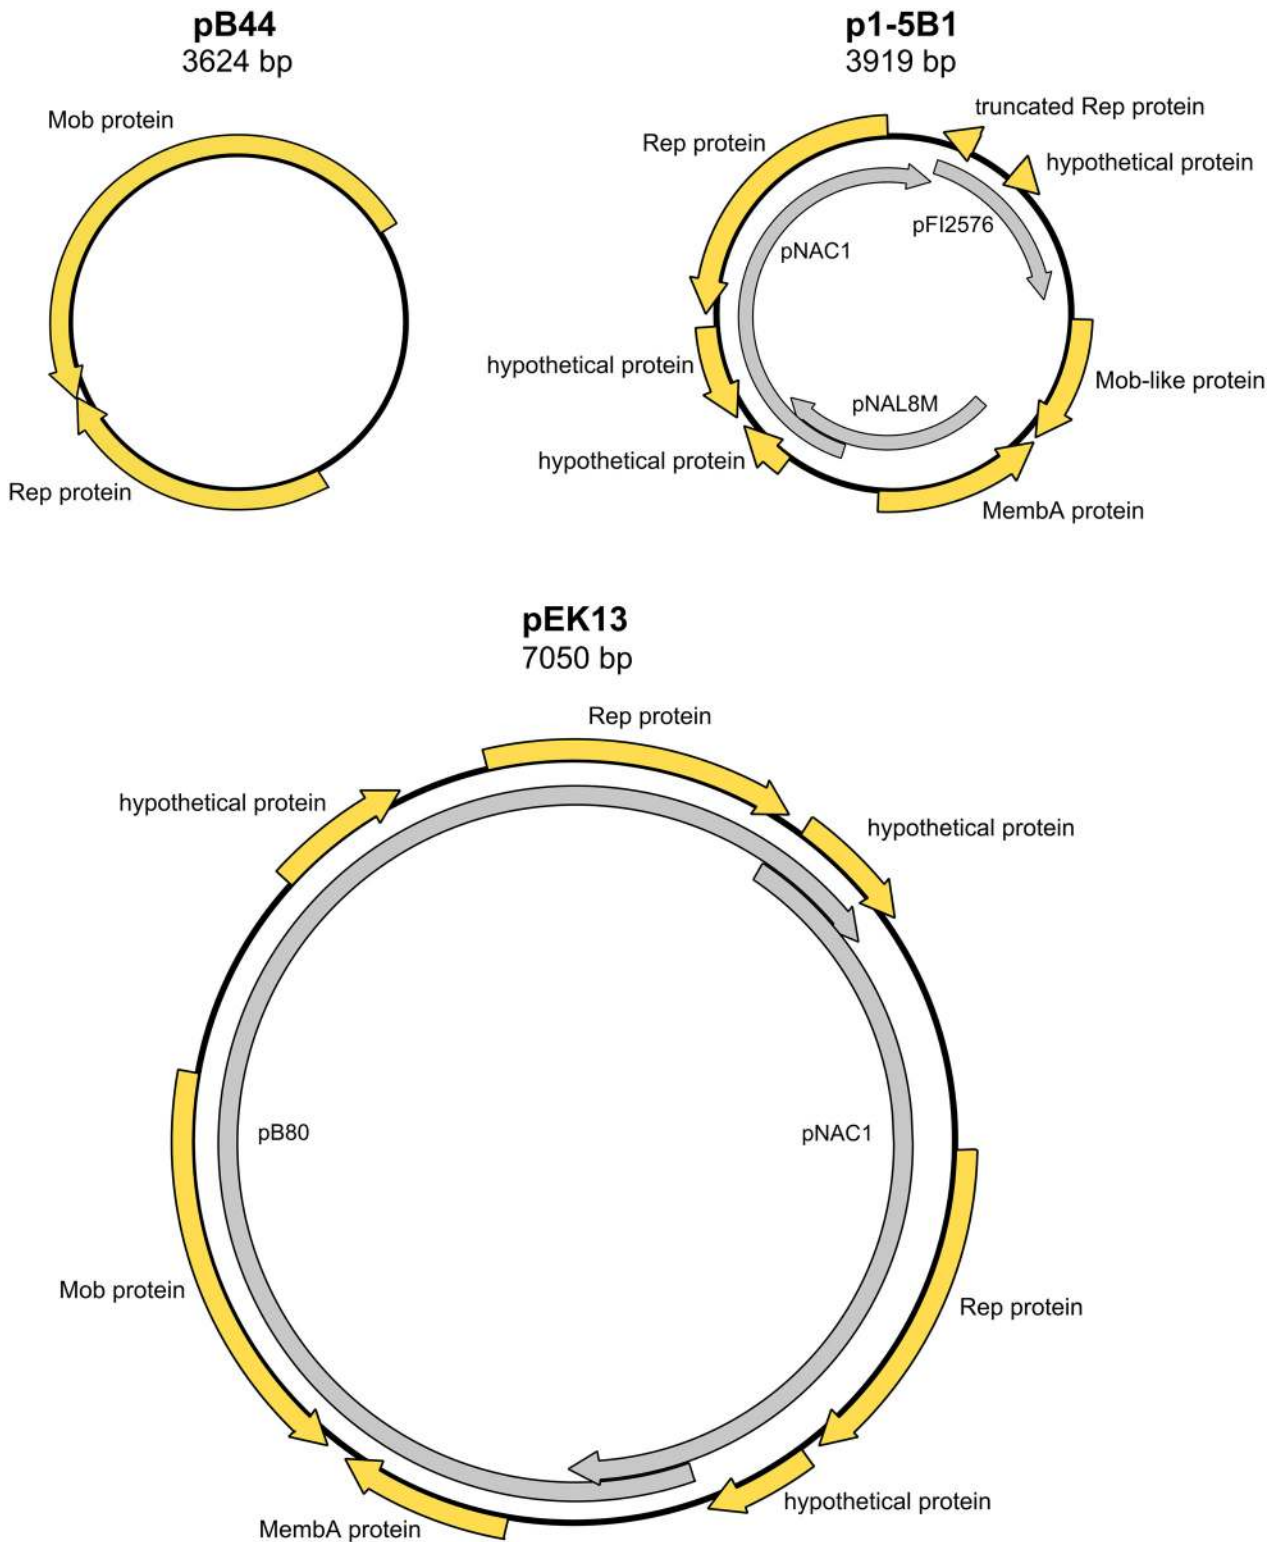 pB44
3624 bp
Mob protein
Rep protein
p1-5B1
3919 bp
truncated Rep protein
Rep protein
hypothetical protein
pFI2576
pNAC1
hypothetical protein
Mob-like protein
pNAL8M
hypothetical protein
MembA protein
pEK13
7050 bp
Rep protein
hypothetical protein
hypothetical protein
pB80
pNAC1
Mob protein
Rep protein
hypothetical protein
MembA protein